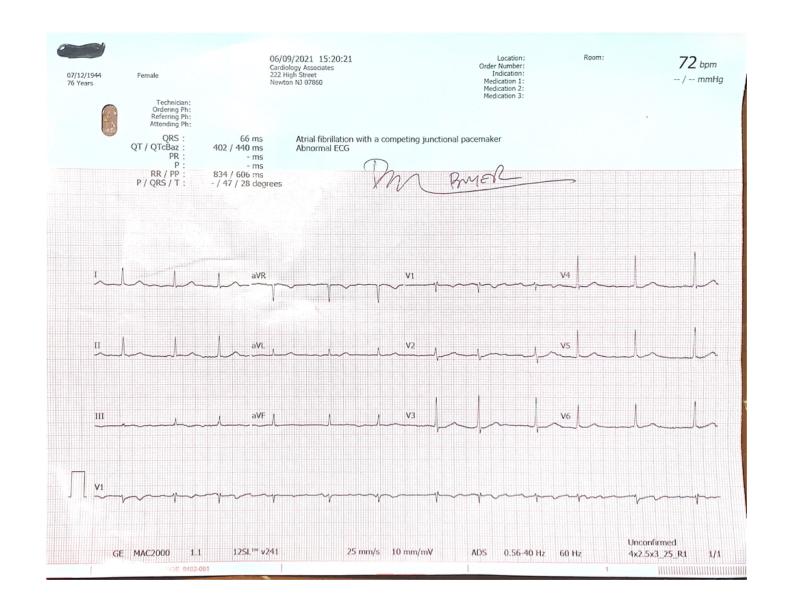 06/09/2021 15:20:21
Cardiology Associates
222 High Street
Newton NJ 07860
07/12/1944 Female
76 Years
Location:
Order Number:
Indication:
Medication 1:
Medication 2:
Medication 3:
Room:
72 bpm
-- / -- mmHg
Technician:
Ordering Ph:
Referring Ph:
Attending Ph:
QRS : 66 ms
QT / QTcBaz : 402 / 440 ms
PR : - ms
P : - ms
RR / PP : 834 / 606 ms
P / QRS / T : - / 47 / 28 degrees
Atrial fibrillation with a competing junctional pacemaker
Abnormal ECG
I aVR V1 V4
II aVL V2 V5
III aVF V3 V6
V1
Unconfirmed
GE MAC2000 1.1 12SL™ v241 25 mm/s 10 mm/mV ADS 0.56-40 Hz 60 Hz 4x2.5x3_25_R1 1/1